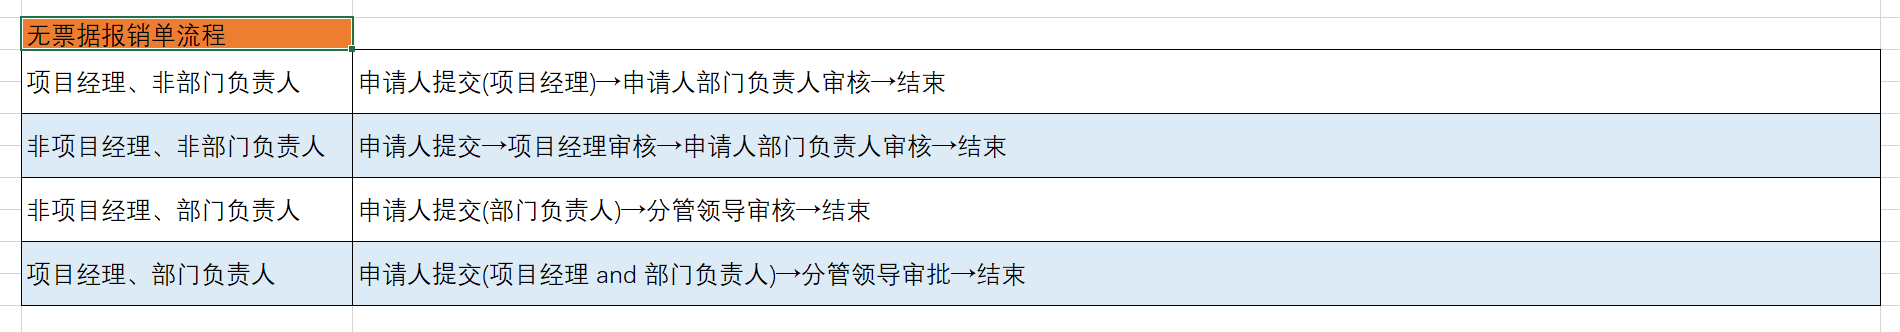 无票据报销单流程
项目经理、非部门负责人 申请人提交(项目经理)→申请人部门负责人审核→结束
非项目经理、非部门负责人 申请人提交→项目经理审核→申请人部门负责人审核→结束
非项目经理、部门负责人 申请人提交(部门负责人)→分管领导审核→结束
项目经理、部门负责人 申请人提交(项目经理 and 部门负责人)→分管领导审批→结束